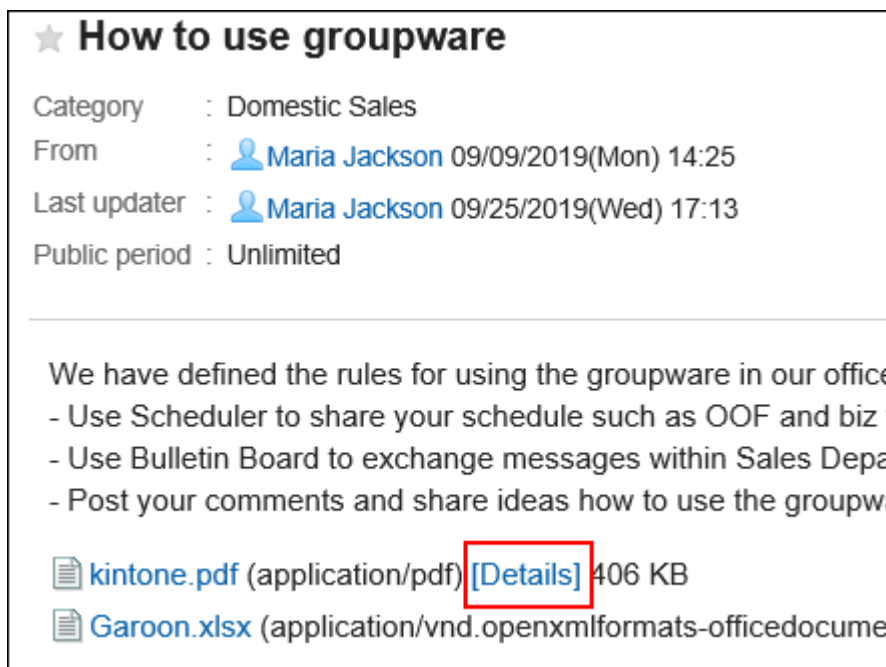 How to use groupware
Category : Domestic Sales
From : Maria Jackson 09/09/2019(Mon) 14:25
Last updater : Maria Jackson 09/25/2019(Wed) 17:13
Public period : Unlimited
We have defined the rules for using the groupware in our office
- Use Scheduler to share your schedule such as OOF and biz
- Use Bulletin Board to exchange messages within Sales Depa
- Post your comments and share ideas how to use the groupwa
kintone.pdf (application/pdf) [Details] 406 KB
Garoon.xlsx (application/vnd.openxmlformats-officedocume